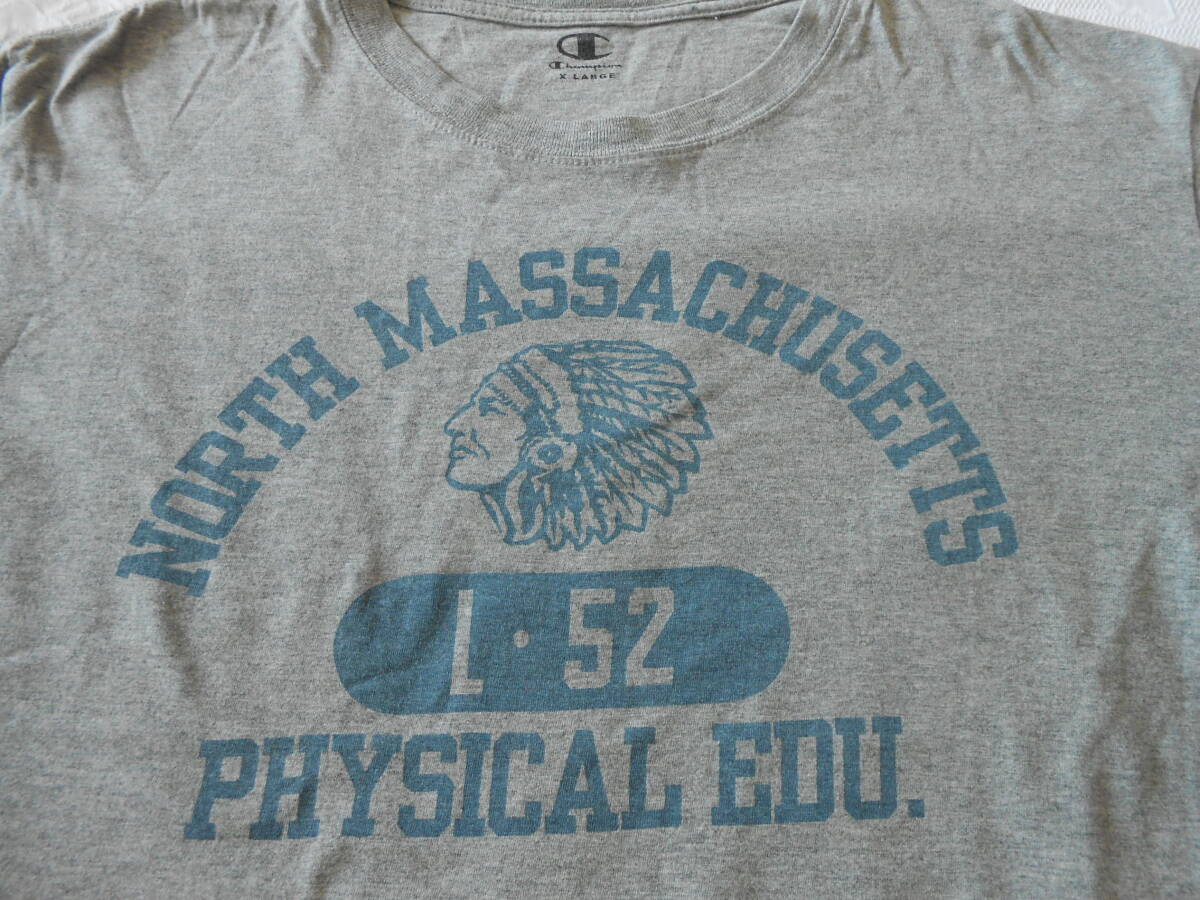 Champion
X-LARGE
NORTH MASSACHUSETTS
L·52
PHYSICAL EDU.